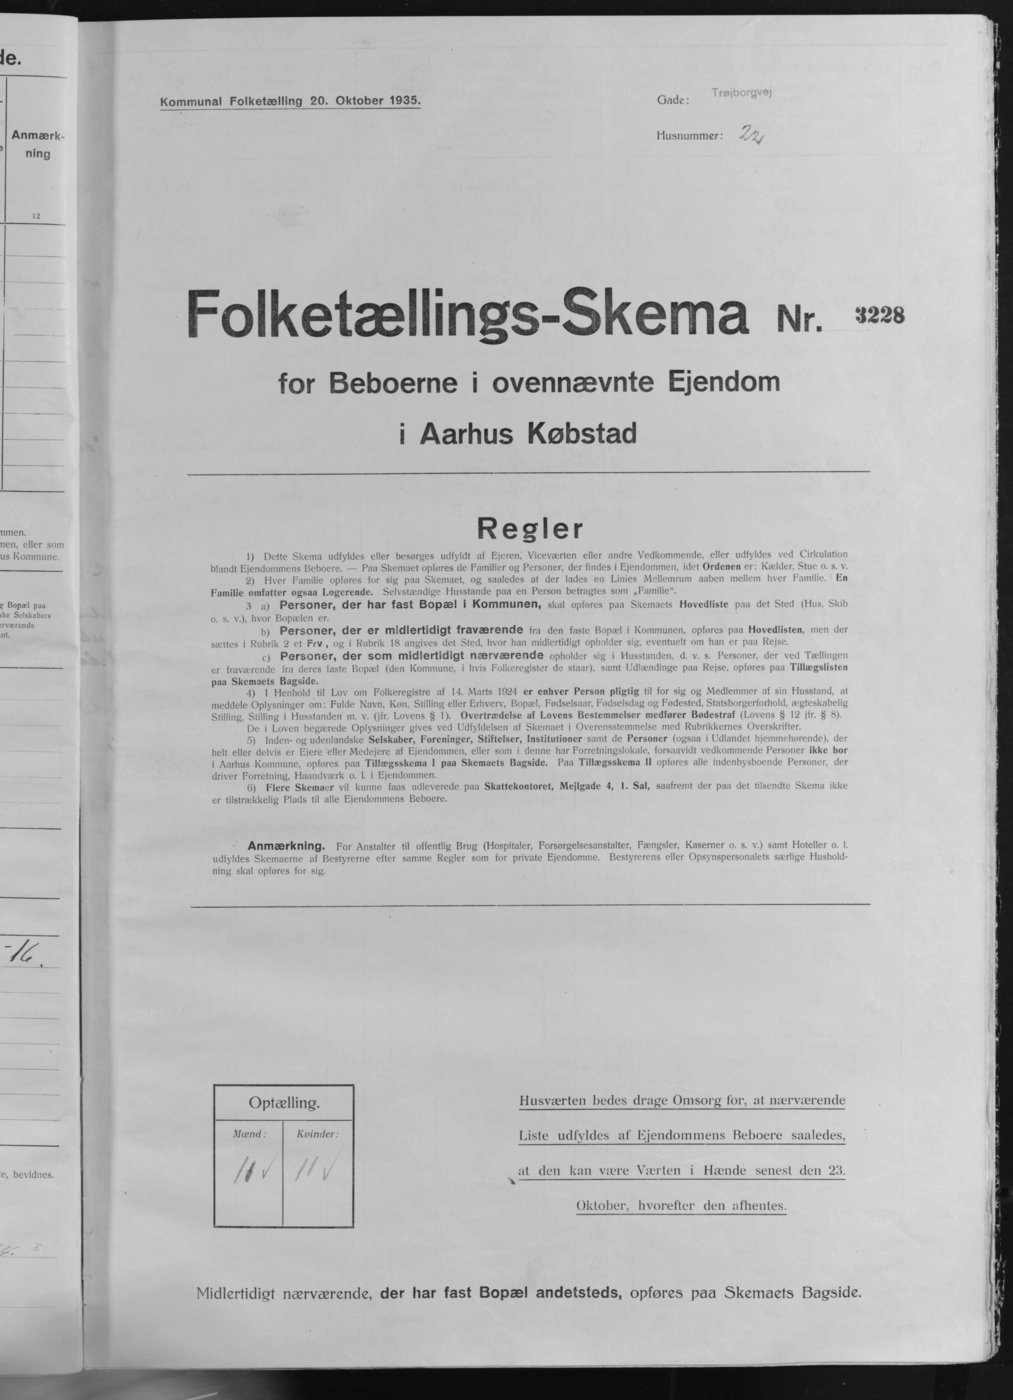 de.
Anmærk-
ning
12
mmen.
men, eller som
us Kommune.
g Bopæl paa
ske Selskabers
ærværende
-16.
e, bevidnes.
Kommunal Folketælling 20. Oktober 1935.
Gade: Trøjborgvej
Husnummer: 22
Folketællings-Skema Nr. 3228
for Beboerne i ovennævnte Ejendom
i Aarhus Købstad
Regler
1) Dette Skema udfyldes eller besørges udfyldt af Ejeren, Viceværten eller andre Vedkommende, eller udfyldes ved Cirkulation
blandt Ejendommens Beboere. — Paa Skemaet opføres de Familier og Personer, der findes i Ejendommen, idet Ordenen er: Kælder, Stue o. s. v.
2) Hver Familie opføres for sig paa Skemaet, og saaledes at der lades en Linies Mellemrum aaben mellem hver Familie. En
Familie omfatter ogsaa Logerende. Selvstændige Husstande paa en Person betragtes som „Familie“.
3 a) Personer, der har fast Bopæl i Kommunen, skal opføres paa Skemaets Hovedliste paa det Sted (Hus, Skib
o. s. v.), hvor Bopælen er.
b) Personer, der er midlertidigt fraværende fra den faste Bopæl i Kommunen, opføres paa Hovedlisten, men der
sættes i Rubrik 2 et Frv., og i Rubrik 18 angives det Sted, hvor han midlertidigt opholder sig, eventuelt om han er paa Rejse.
c) Personer, der som midlertidigt nærværende opholder sig i Husstanden, d. v. s. Personer, der ved Tællingen
er fraværende fra deres faste Bopæl (den Kommune, i hvis Folkeregister de staar), samt Udlændinge paa Rejse, opføres paa Tillægslisten
paa Skemaets Bagside.
4) I Henhold til Lov om Folkeregistre af 14. Marts 1924 er enhver Person pligtig til for sig og Medlemmer af sin Husstand, at
meddele Oplysninger om: Fulde Navn, Køn, Stilling eller Erhverv, Bopæl, Fødselsaar, Fødselsdag og Fødested, Statsborgerforhold, ægteskabelig
Stilling, Stilling i Husstanden m. v. (jfr. Lovens § 1). Overtrædelse af Lovens Bestemmelser medfører Bødestraf (Lovens § 12 jfr. § 8).
De i Loven begærede Oplysninger gives ved Udfyldelsen af Skemaet i Overensstemmelse med Rubrikkernes Overskrifter.
5) Inden- og udenlandske Selskaber, Foreninger, Stiftelser, Institutioner samt de Personer (ogsaa i Udlandet hjemmehørende), der
helt eller delvis er Ejere eller Medejere af Ejendommen, eller som i denne har Forretningslokale, forsaavidt vedkommende Personer ikke bor
i Aarhus Kommune, opføres paa Tillægsskema I paa Skemaets Bagside. Paa Tillægsskema II opføres alle indenbysboende Personer, der
driver Forretning, Haandværk o. l. i Ejendommen.
6) Flere Skemaer vil kunne faas udleverede paa Skattekontoret, Mejlgade 4, 1. Sal, saafremt der paa det tilsendte Skema ikke
er tilstrækkelig Plads til alle Ejendommens Beboere.
Anmærkning. For Anstalter til offentlig Brug (Hospitaler, Forsørgelsesanstalter, Fængsler, Kaserner o. s. v.) samt Hoteller o. l.
udfyldes Skemaerne af Bestyrerne efter samme Regler som for private Ejendomme. Bestyrerens eller Opsynspersonalets særlige Hushold-
ning skal opføres for sig.
Optælling.
Mænd: Kvinder:
11 √ 11 √
Husværten bedes drage Omsorg for, at nærværende
Liste udfyldes af Ejendommens Beboere saaledes,
at den kan være Værten i Hænde senest den 23.
Oktober, hvorefter den afhentes.
Midlertidigt nærværende, der har fast Bopæl andetsteds, opføres paa Skemaets Bagside.